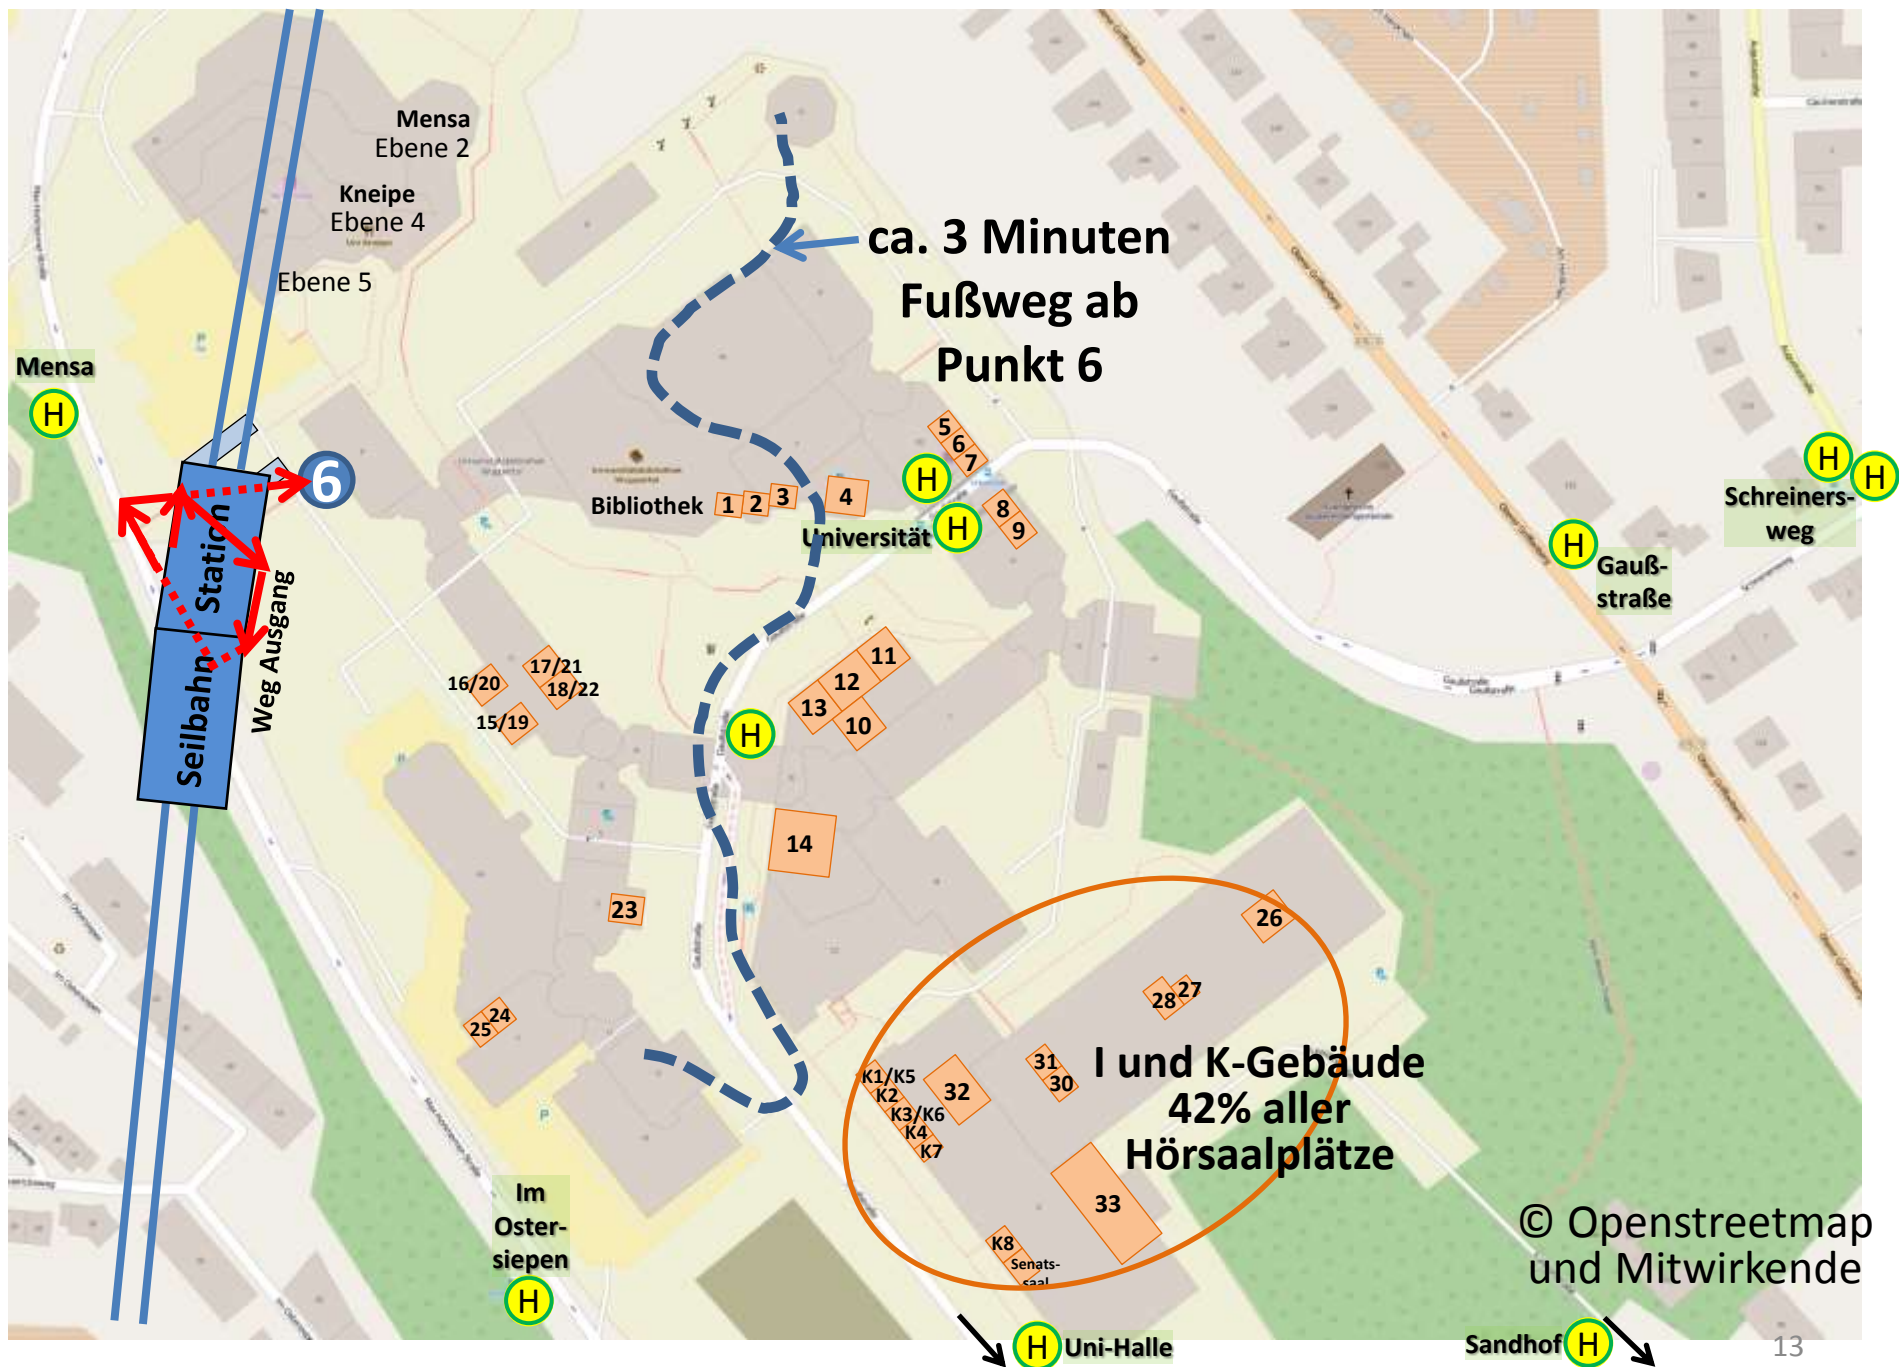 Mensa
Ebene 2
Kneipe
Ebene 4
Ebene 5
ca. 3 Minuten
Fußweg ab
Punkt 6
Mensa
H
6
Station
Seilbahn
Weg Ausgang
Bibliothek
1
2
3
4
5
6
7
H
Universität
H
8
9
H
H
Schreiners-
weg
H
Gauß-
straße
16/20
17/21
18/22
15/19
11
12
13
10
H
14
23
24
25
26
27
28
31
30
I und K-Gebäude
42% aller
Hörsaalplätze
K1/K5
K2
K3/K6
K4
K7
32
33
K8
Senats-
saal
Im
Oster-
siepen
H
H
Uni-Halle
Sandhof
H
© Openstreetmap
und Mitwirkende
13
Gaußstraße
P